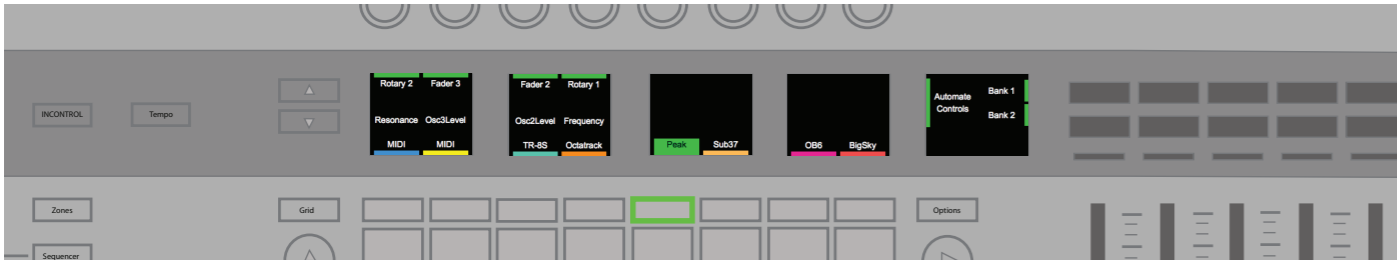 Rotary 2 Fader 3 Fader 2 Rotary 1
Automate Controls Bank 1
Bank 2
INCONTROL Tempo
Resonance Osc3Level Osc2Level Frequency
MIDI MIDI TR-8S Octatrack Peak Sub37 OB6 BigSky
Zones Grid Options
Sequencer